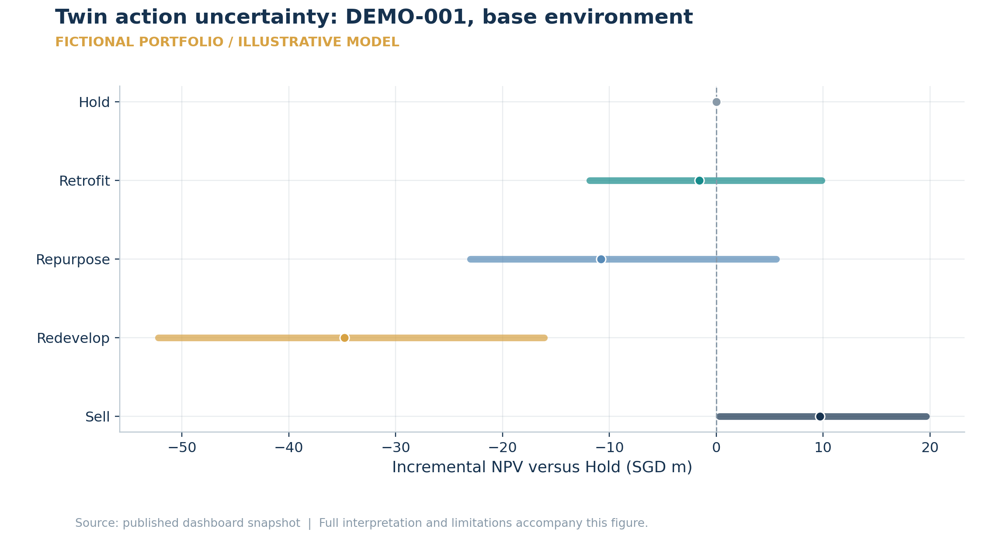 Twin action uncertainty: DEMO-001, base environment
FICTIONAL PORTFOLIO / ILLUSTRATIVE MODEL
Hold
Retrofit
Repurpose
Redevelop
Sell
−50 −40 −30 −20 −10 0 10 20
Incremental NPV versus Hold (SGD m)
Source: published dashboard snapshot | Full interpretation and limitations accompany this figure.